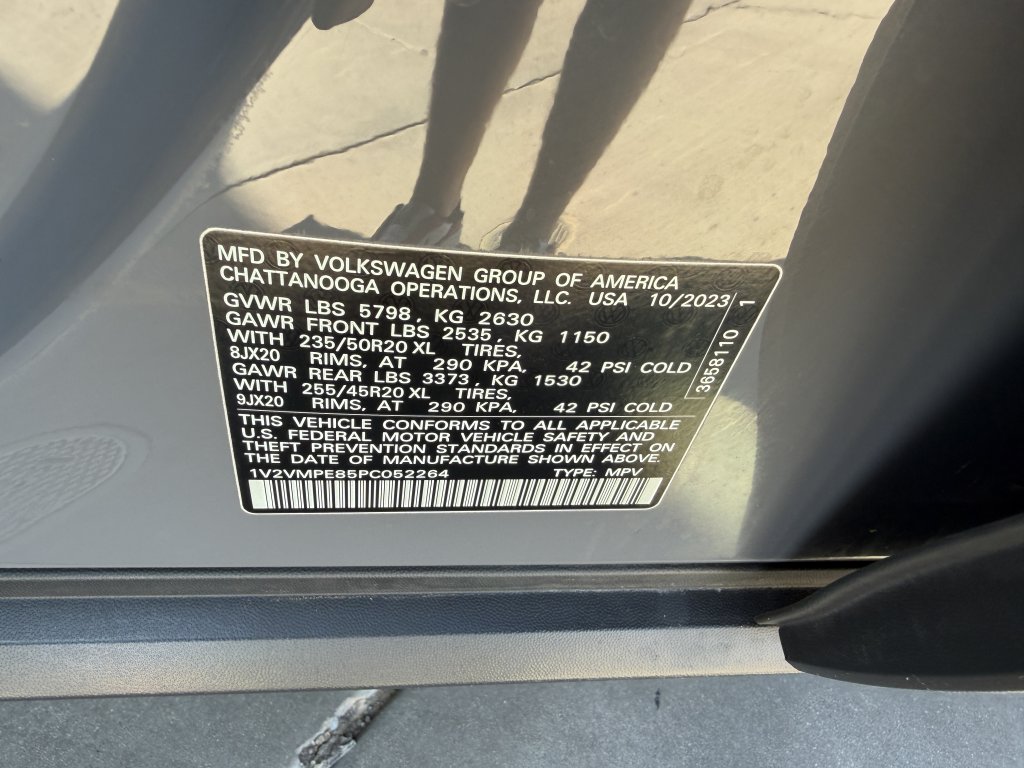 MFD BY VOLKSWAGEN GROUP OF AMERICA
CHATTANOOGA OPERATIONS, LLC. USA 10/2023
GVWR LBS 5798, KG 2630
GAWR FRONT LBS 2535, KG 1150
WITH 235/50R20 XL TIRES,
8JX20 RIMS, AT 290 KPA, 42 PSI COLD
GAWR REAR LBS 3373, KG 1530
WITH 255/45R20 XL TIRES,
9JX20 RIMS, AT 290 KPA, 42 PSI COLD
THIS VEHICLE CONFORMS TO ALL APPLICABLE
U.S. FEDERAL MOTOR VEHICLE SAFETY AND
THEFT PREVENTION STANDARDS IN EFFECT ON
THE DATE OF MANUFACTURE SHOWN ABOVE.
1V2VMPE85PC052264 TYPE: MPV
3658110 1